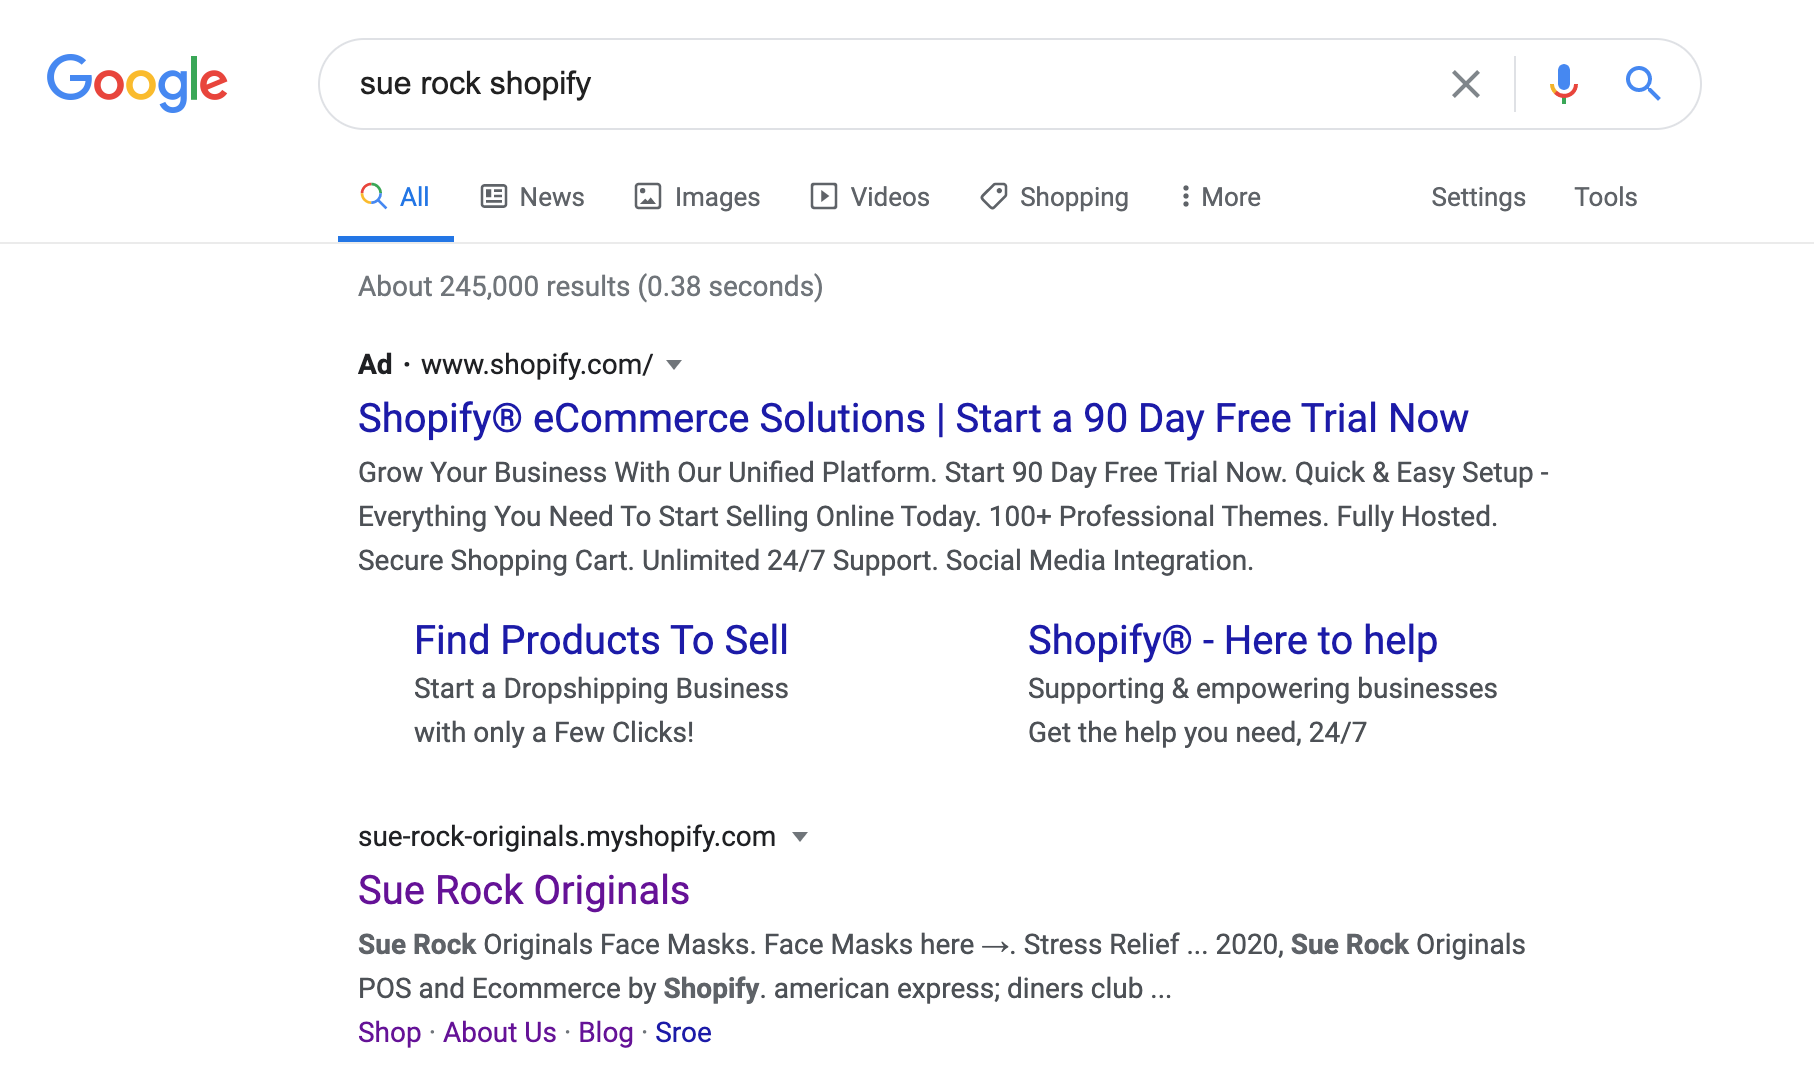 Google
sue rock shopify
All News Images Videos Shopping More Settings Tools
About 245,000 results (0.38 seconds)
Ad · www.shopify.com/
Shopify® eCommerce Solutions | Start a 90 Day Free Trial Now
Grow Your Business With Our Unified Platform. Start 90 Day Free Trial Now. Quick & Easy Setup -
Everything You Need To Start Selling Online Today. 100+ Professional Themes. Fully Hosted.
Secure Shopping Cart. Unlimited 24/7 Support. Social Media Integration.
Find Products To Sell
Start a Dropshipping Business
with only a Few Clicks!
Shopify® - Here to help
Supporting & empowering businesses
Get the help you need, 24/7
sue-rock-originals.myshopify.com
Sue Rock Originals
Sue Rock Originals Face Masks. Face Masks here →. Stress Relief ... 2020, Sue Rock Originals
POS and Ecommerce by Shopify. american express; diners club ...
Shop · About Us · Blog · Sroe